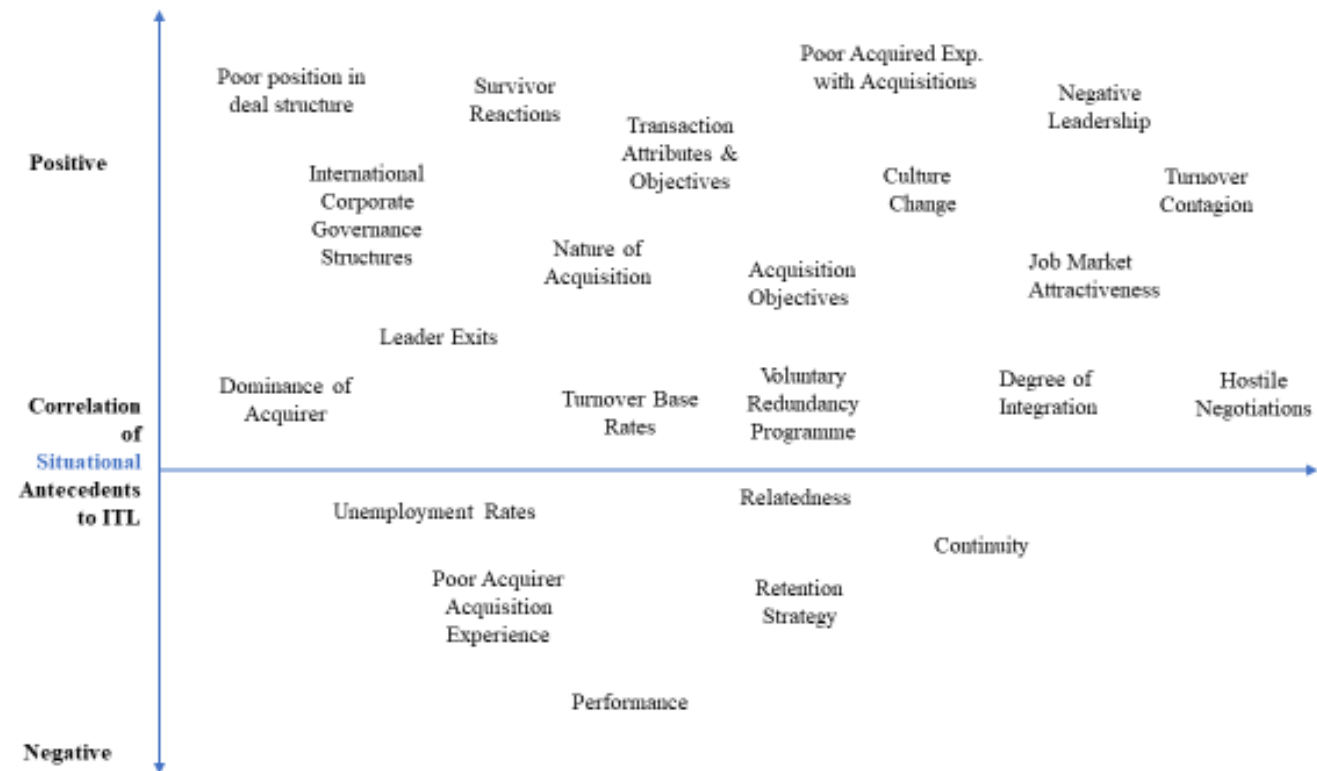 Poor position in
deal structure
Survivor
Reactions
Poor Acquired Exp.
with Acquisitions
Negative
Leadership
Transaction
Attributes &
Objectives
Positive
International
Corporate
Governance
Structures
Culture
Change
Turnover
Contagion
Nature of
Acquisition
Acquisition
Objectives
Job Market
Attractiveness
Leader Exits
Dominance of
Acquirer
Turnover Base
Rates
Voluntary
Redundancy
Programme
Degree of
Integration
Hostile
Negotiations
Correlation
of
Situational
Antecedents
to ITL
Unemployment Rates
Relatedness
Continuity
Poor Acquirer
Acquisition
Experience
Retention
Strategy
Performance
Negative